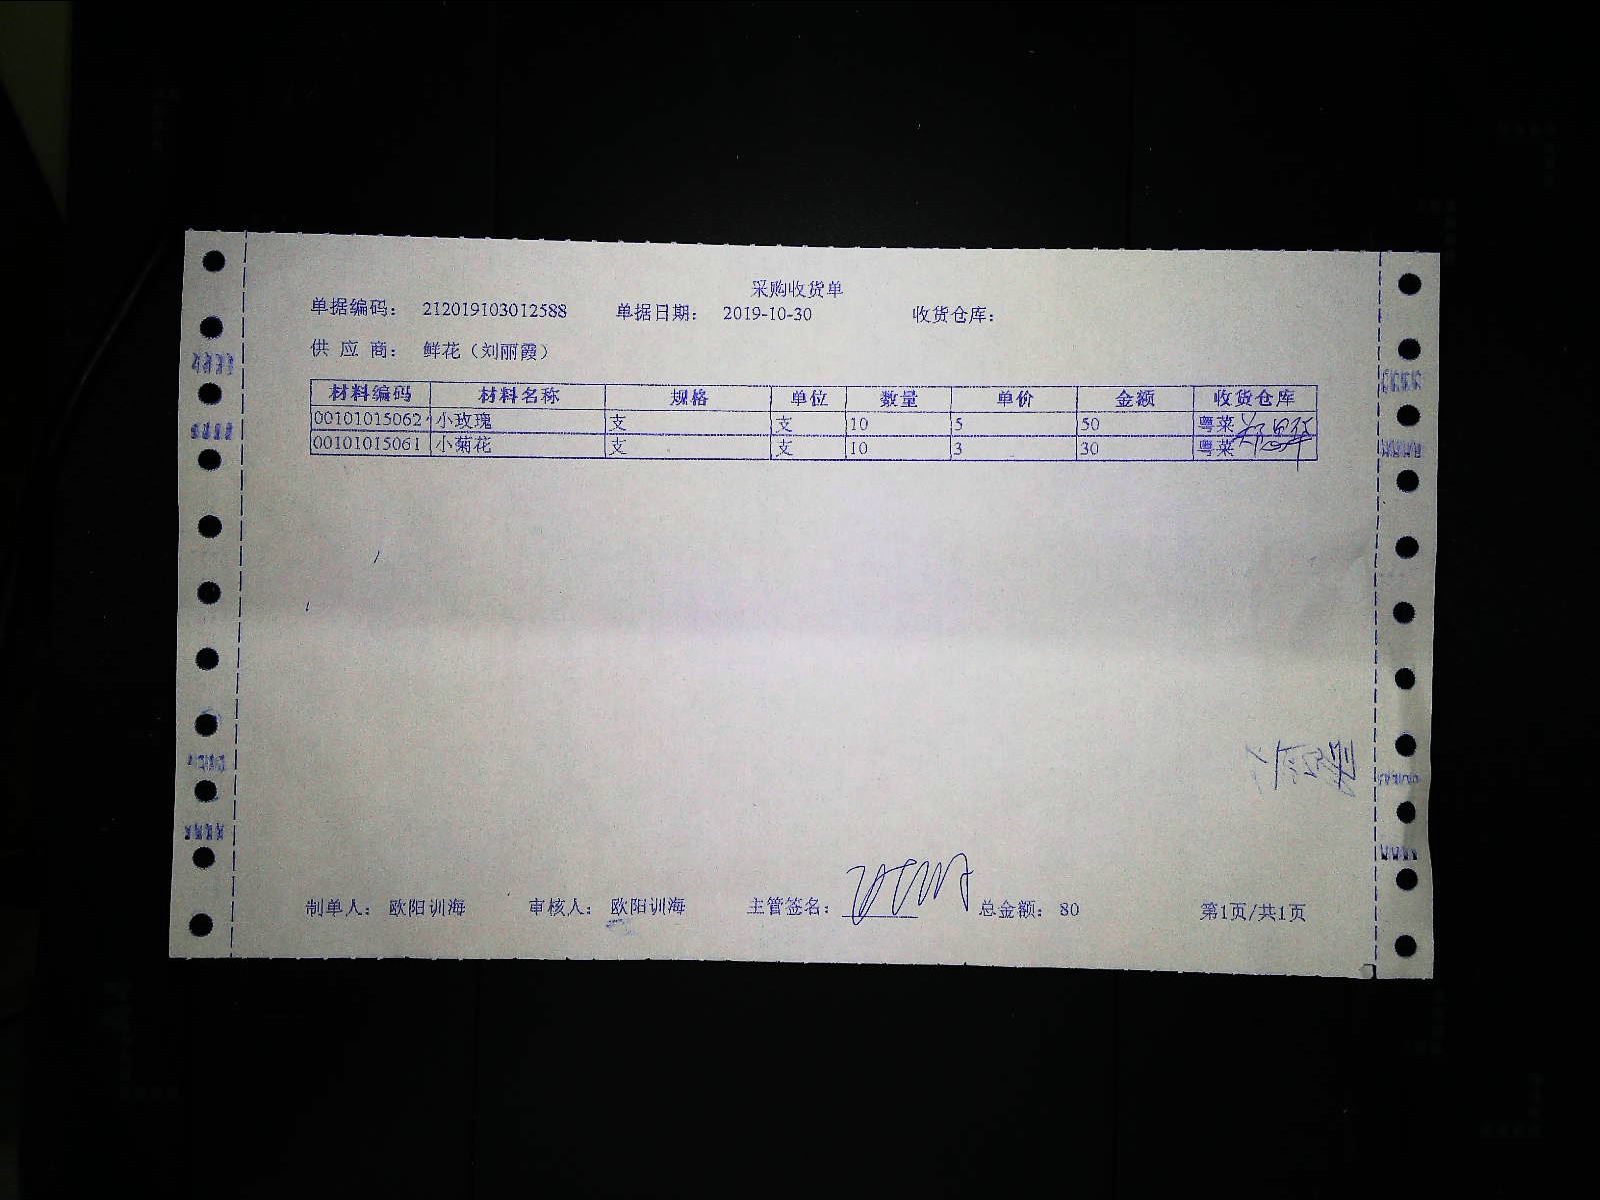 采购收货单
单据编码： 212019103012588 单据日期： 2019-10-30 收货仓库：
供 应 商： 鲜花（刘丽霞）
材料编码 材料名称 规格 单位 数量 单价 金额 收货仓库
00101015062 小玫瑰 支 支 10 5 50 粤菜
00101015061 小菊花 支 支 10 3 30 粤菜
制单人： 欧阳训海 审核人： 欧阳训海 主管签名： 总金额： 80 第1页/共1页